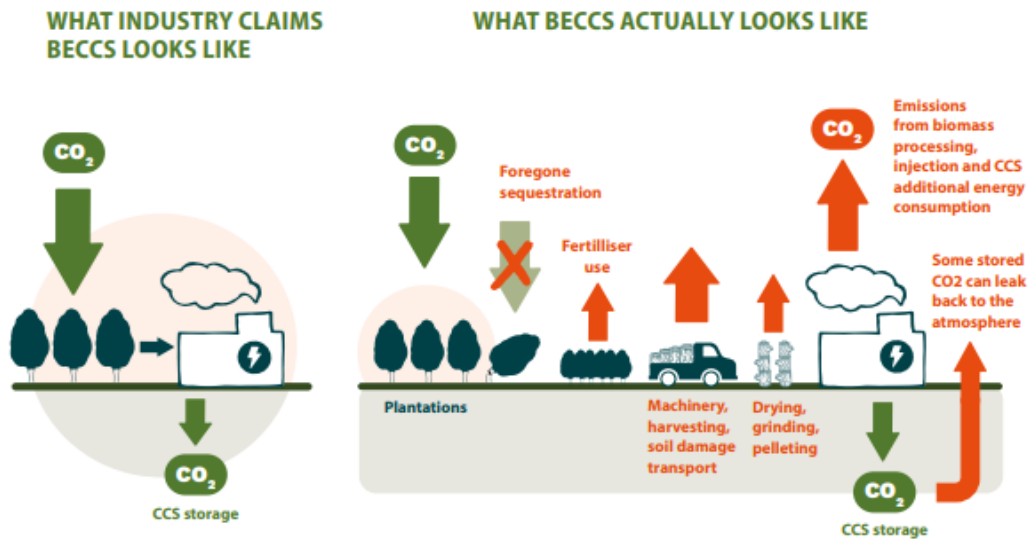 WHAT INDUSTRY CLAIMS
BECCS LOOKS LIKE
CO₂
CO₂
CCS storage
WHAT BECCS ACTUALLY LOOKS LIKE
CO₂
Foregone
sequestration
Fertilliser
use
CO₂
Emissions
from biomass
processing,
injection and CCS
additional energy
consumption
Some stored
CO2 can leak
back to the
atmosphere
Plantations
Machinery,
harvesting,
soil damage
transport
Drying,
grinding,
pelleting
CO₂
CCS storage